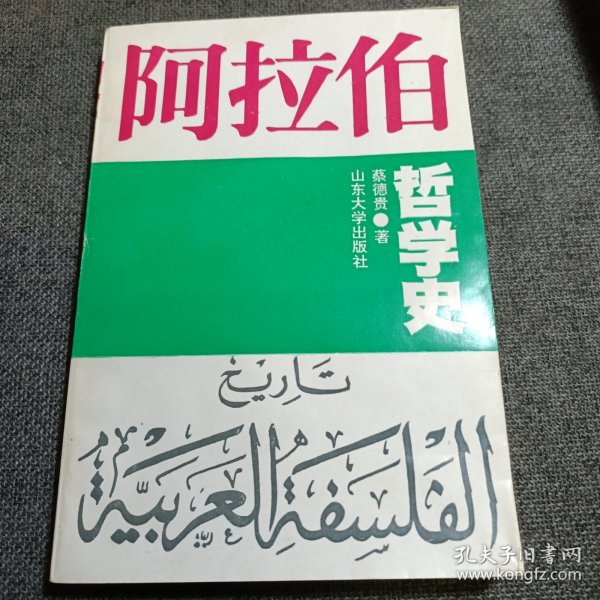 阿拉伯
哲学史
蔡德贵●著
山东大学出版社
تاريخ
الفلسفة العربية
孔夫子旧书网
www.kongfz.com